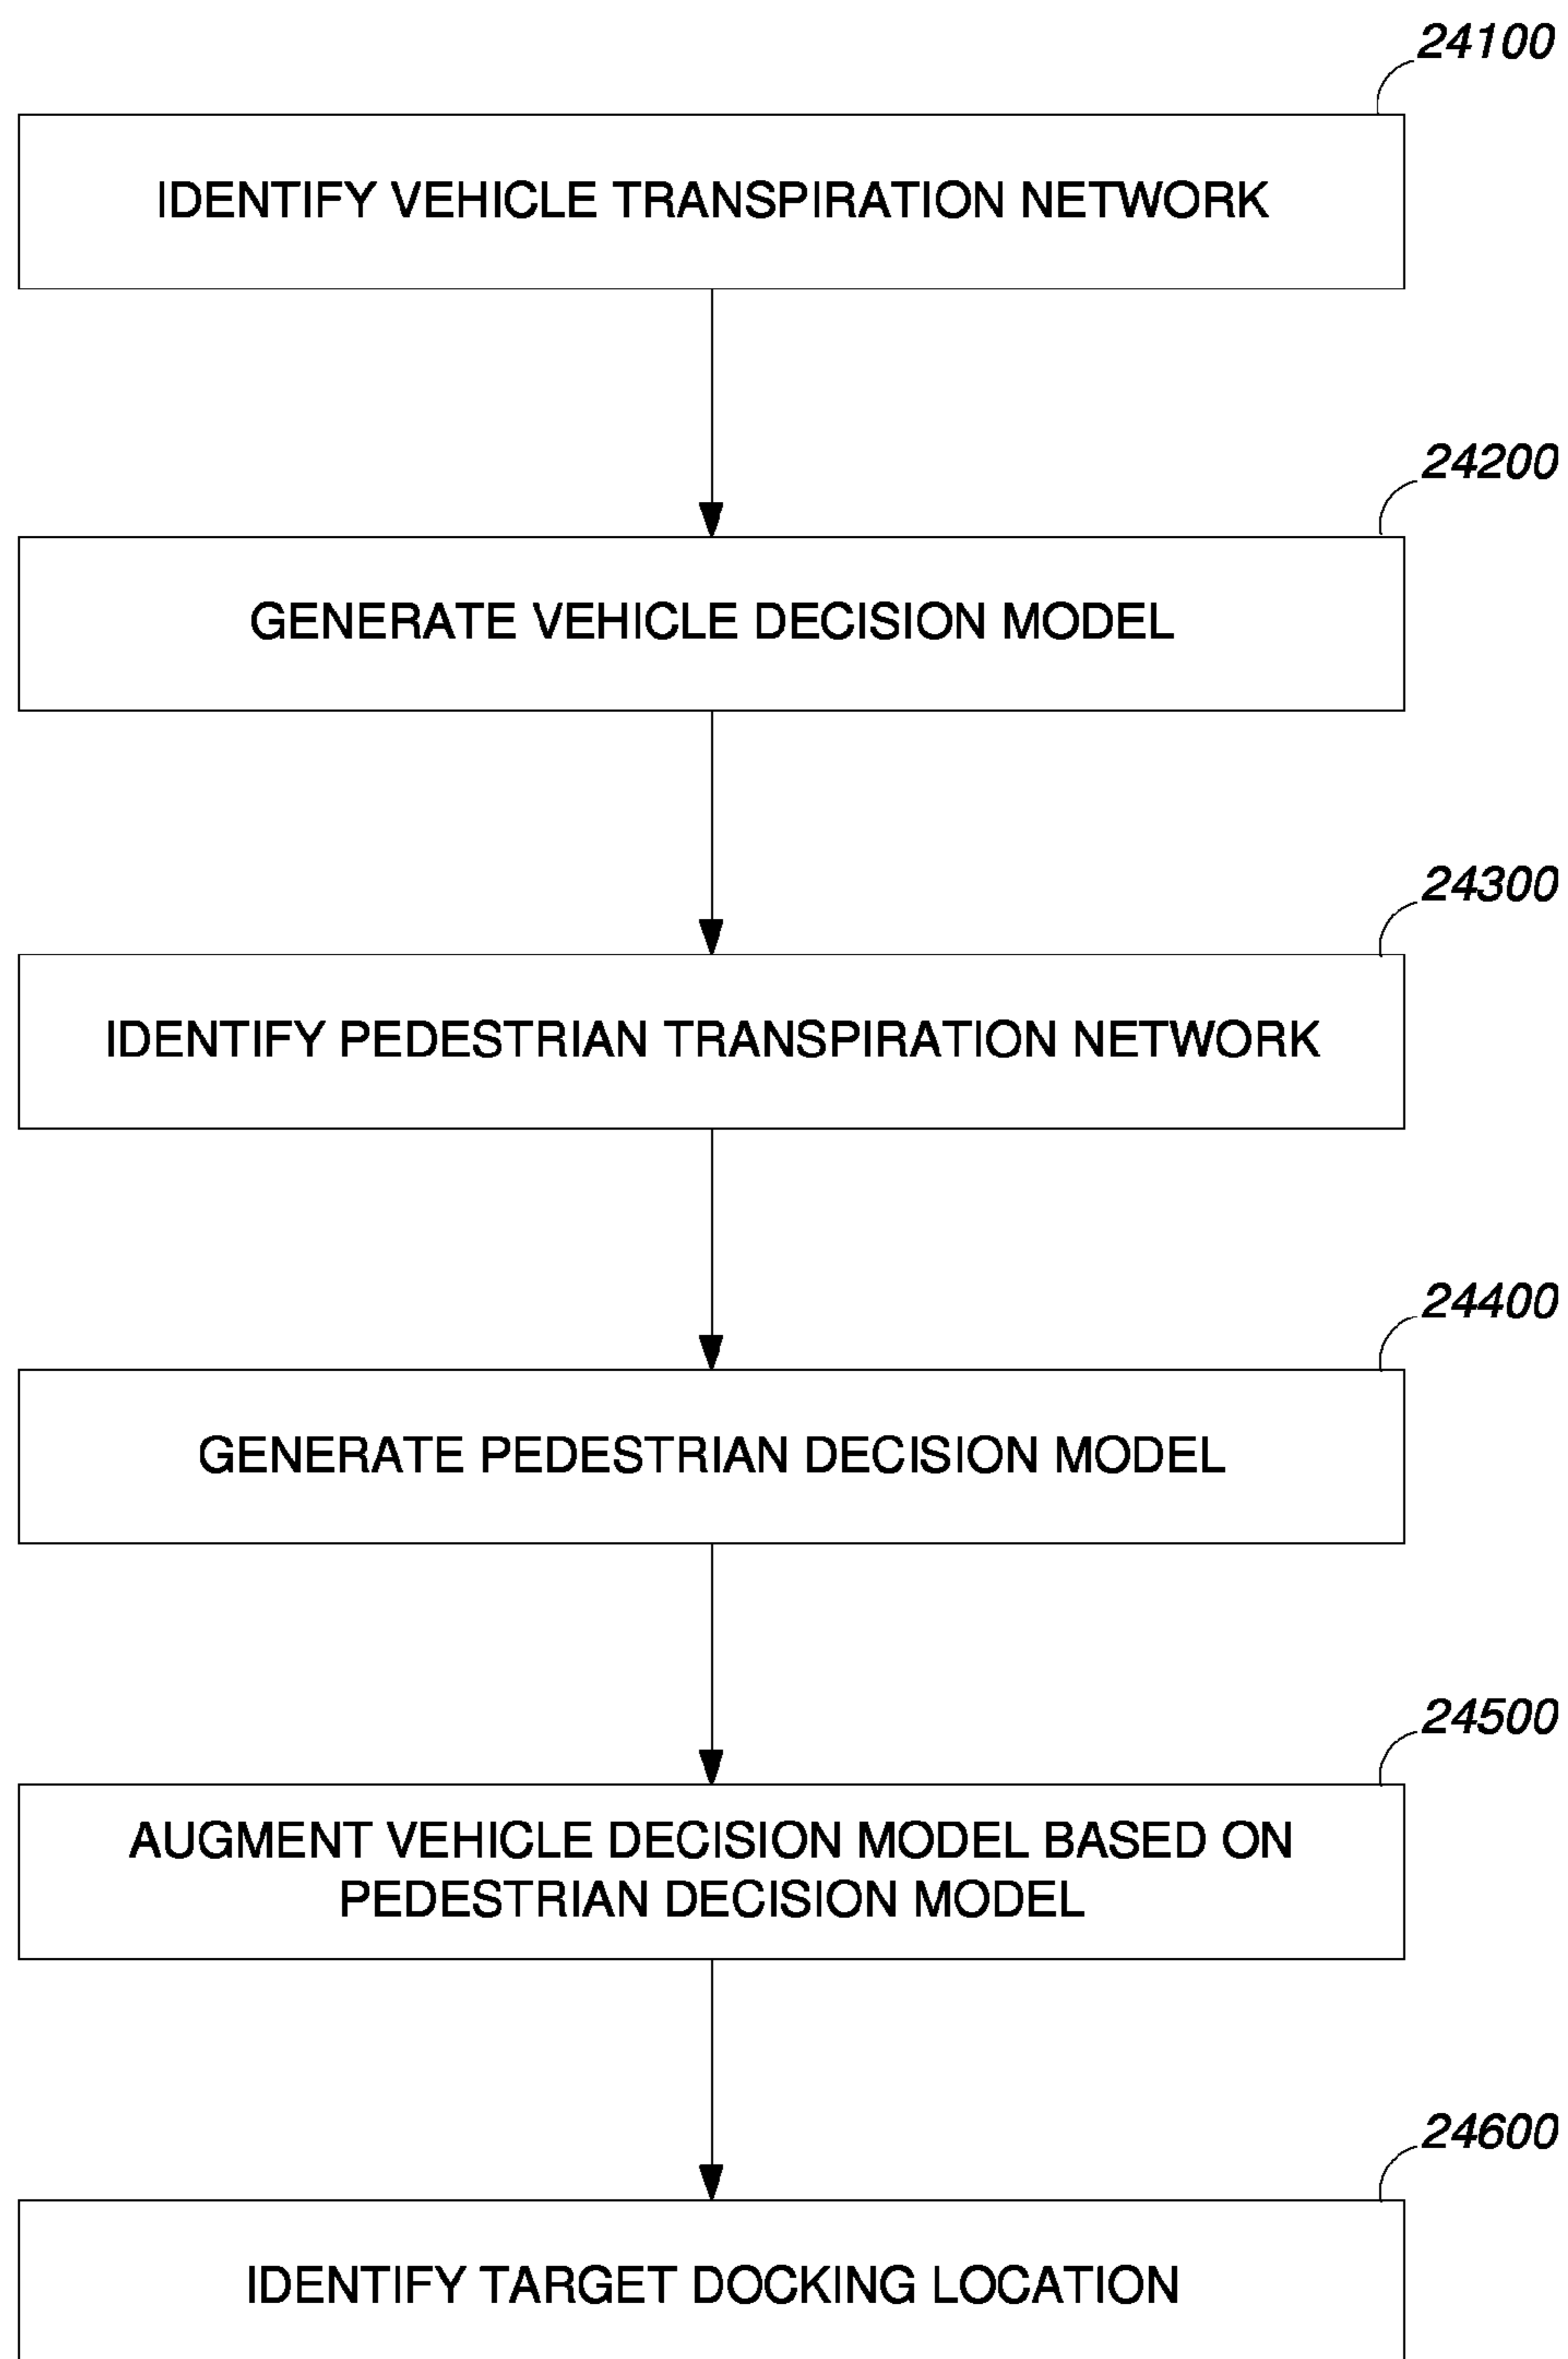 24100
IDENTIFY VEHICLE TRANSPIRATION NETWORK
24200
GENERATE VEHICLE DECISION MODEL
24300
IDENTIFY PEDESTRIAN TRANSPIRATION NETWORK
24400
GENERATE PEDESTRIAN DECISION MODEL
24500
AUGMENT VEHICLE DECISION MODEL BASED ON
PEDESTRIAN DECISION MODEL
24600
IDENTIFY TARGET DOCKING LOCATION